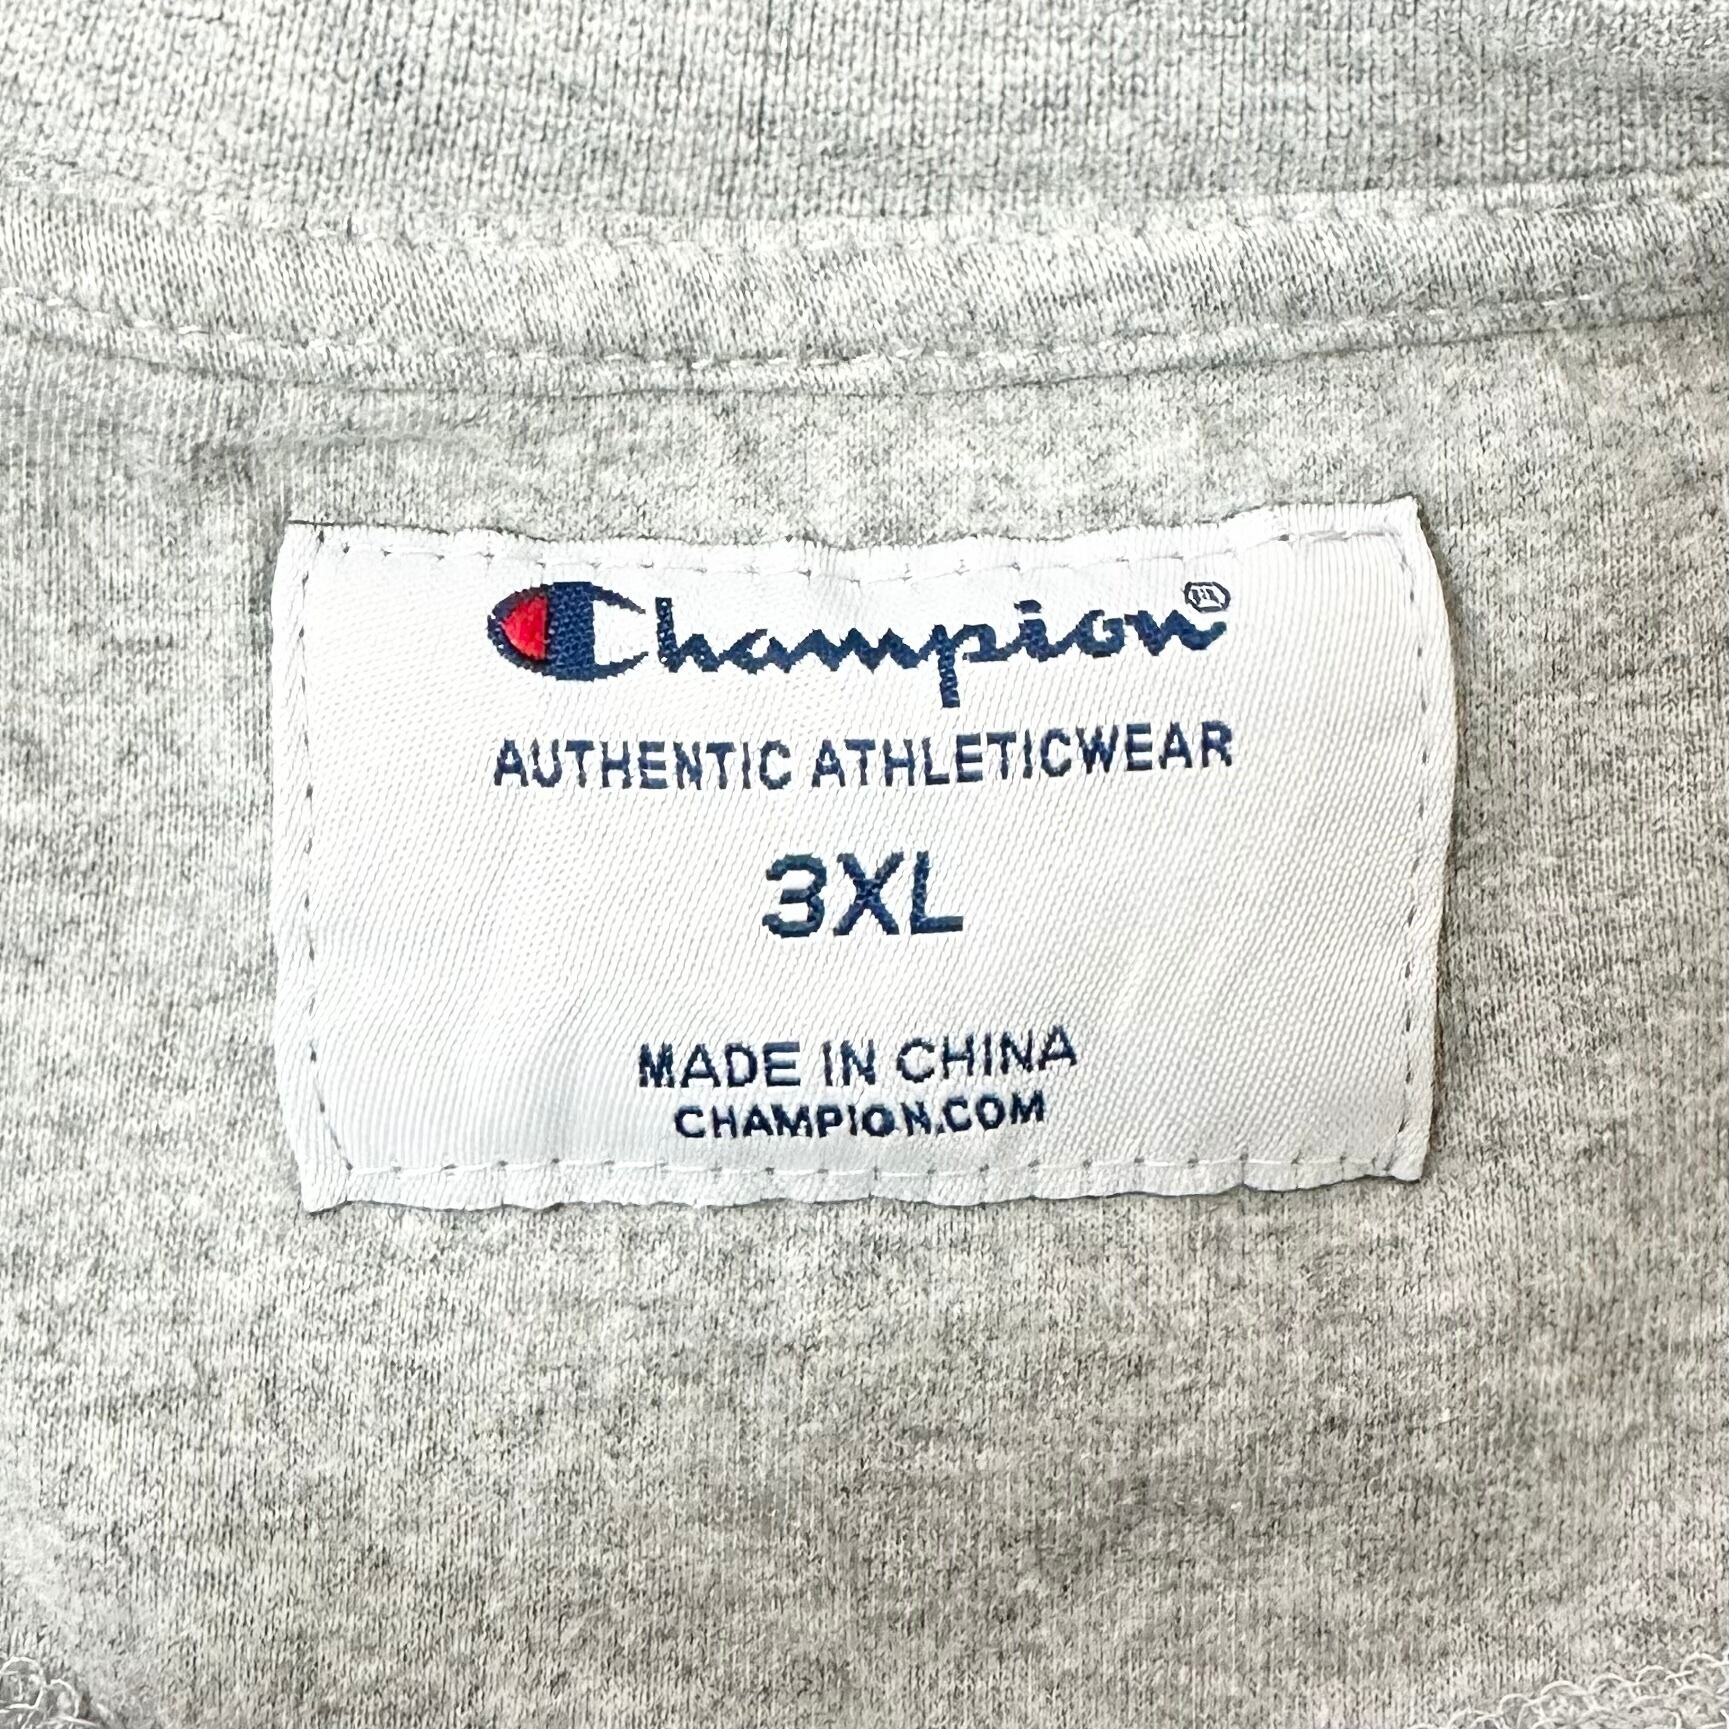 Champion®
AUTHENTIC ATHLETICWEAR
3XL
MADE IN CHINA
CHAMPION.COM